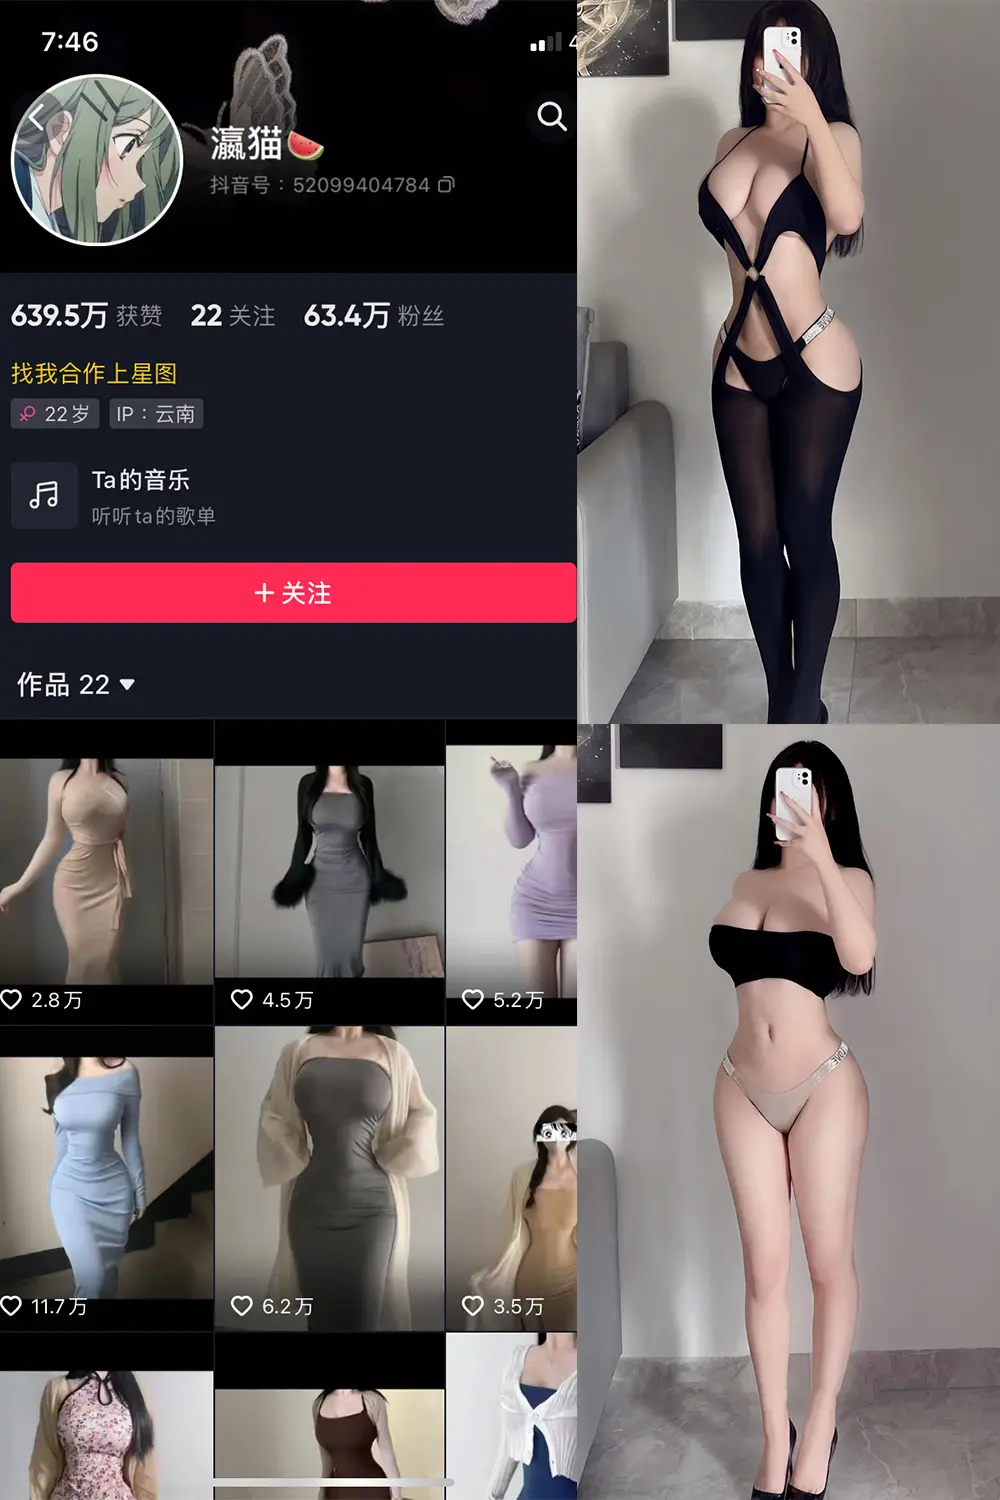 7:46
瀛猫🍉
抖音号：52099404784
639.5万 获赞 22 关注 63.4万 粉丝
找我合作上星图
22岁 IP：云南
Ta的音乐
听听ta的歌单
+ 关注
作品 22
2.8万 4.5万 5.2万
11.7万 6.2万 3.5万